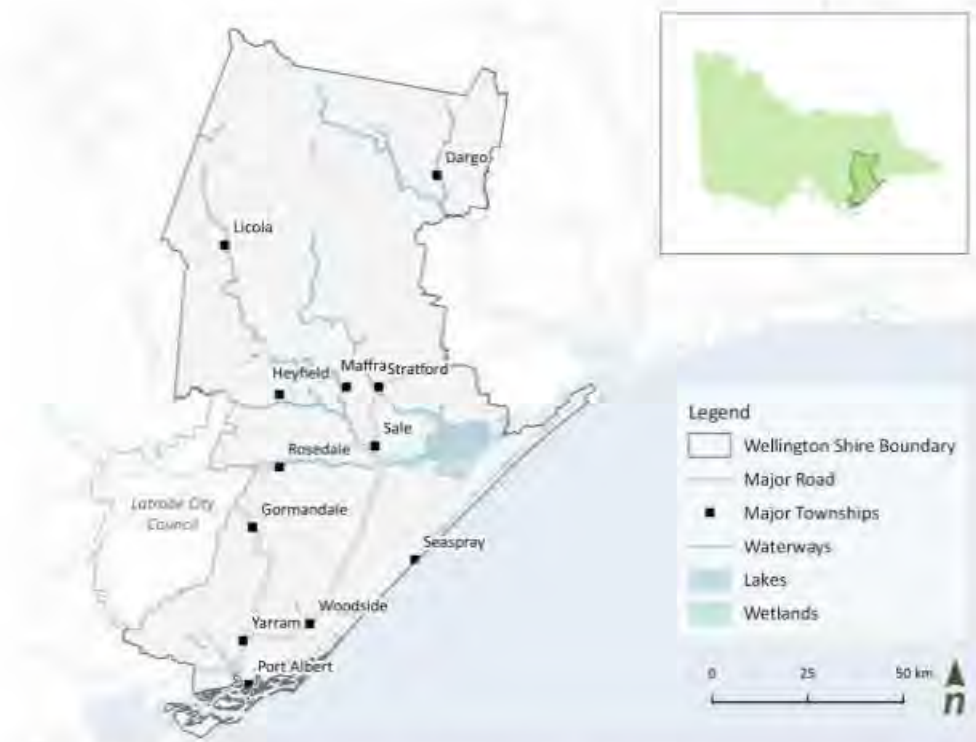 Dargo
Licola
Heyfield
Maffra
Stratford
Sale
Rosedale
Latrobe City
Council
Gormandale
Seaspray
Woodside
Yarram
Port Albert
Legend
Wellington Shire Boundary
Major Road
Major Townships
Waterways
Lakes
Wetlands
0 25 50 km
n